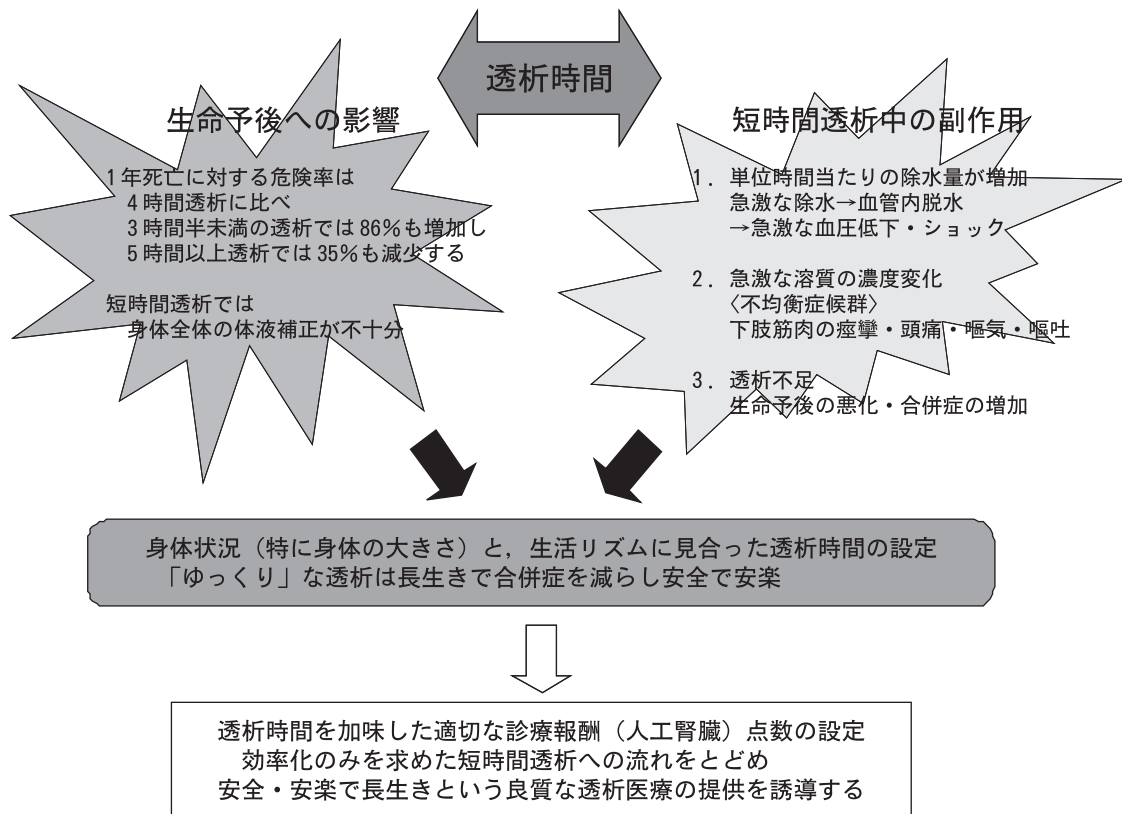 透析時間
生命予後への影響
1年死亡に対する危険率は
4時間透析に比べ
3時間半未満の透析では86%も増加し
5時間以上透析では35%も減少する
短時間透析では
身体全体の体液補正が不十分
短時間透析中の副作用
1. 単位時間当たりの除水量が増加
急激な除水→血管内脱水
→急激な血圧低下・ショック
2. 急激な溶質の濃度変化
〈不均衡症候群〉
下肢筋肉の痙攣・頭痛・嘔気・嘔吐
3. 透析不足
生命予後の悪化・合併症の増加
身体状況（特に身体の大きさ）と，生活リズムに見合った透析時間の設定
「ゆっくり」な透析は長生きで合併症を減らし安全で安楽
透析時間を加味した適切な診療報酬（人工腎臓）点数の設定
効率化のみを求めた短時間透析への流れをとどめ
安全・安楽で長生きという良質な透析医療の提供を誘導する